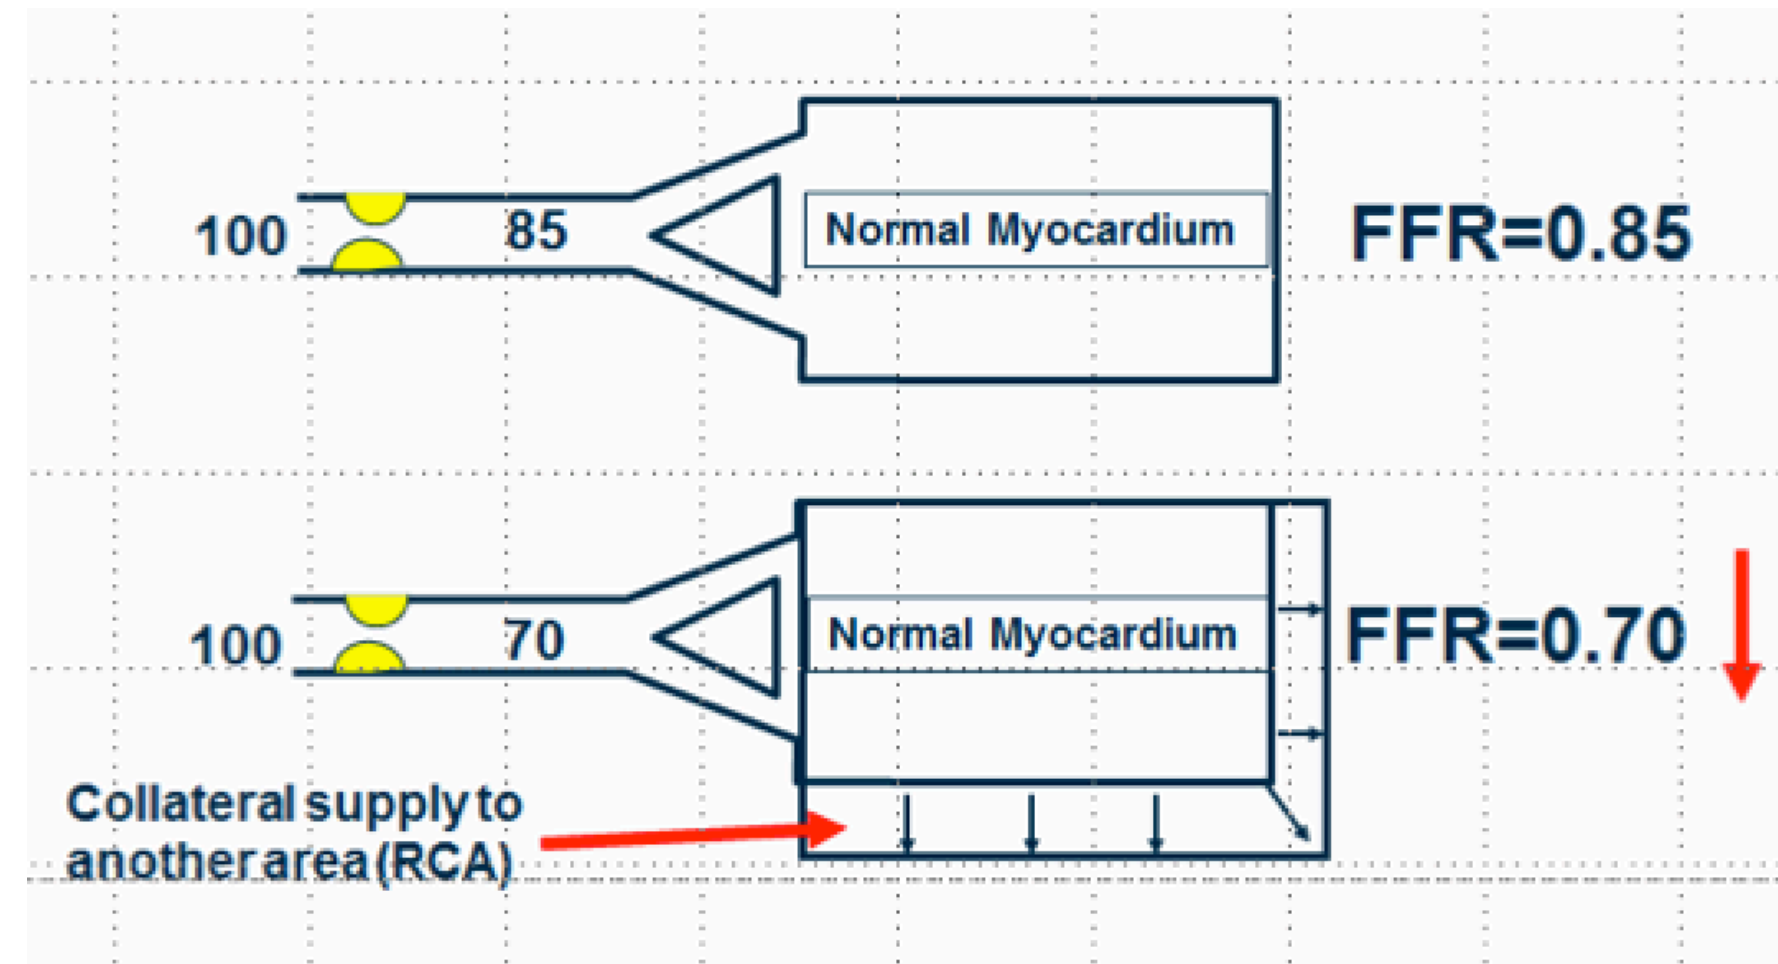 100
85
Normal Myocardium
FFR=0.85
100
70
Normal Myocardium
FFR=0.70
Collateral supply to
another area (RCA)